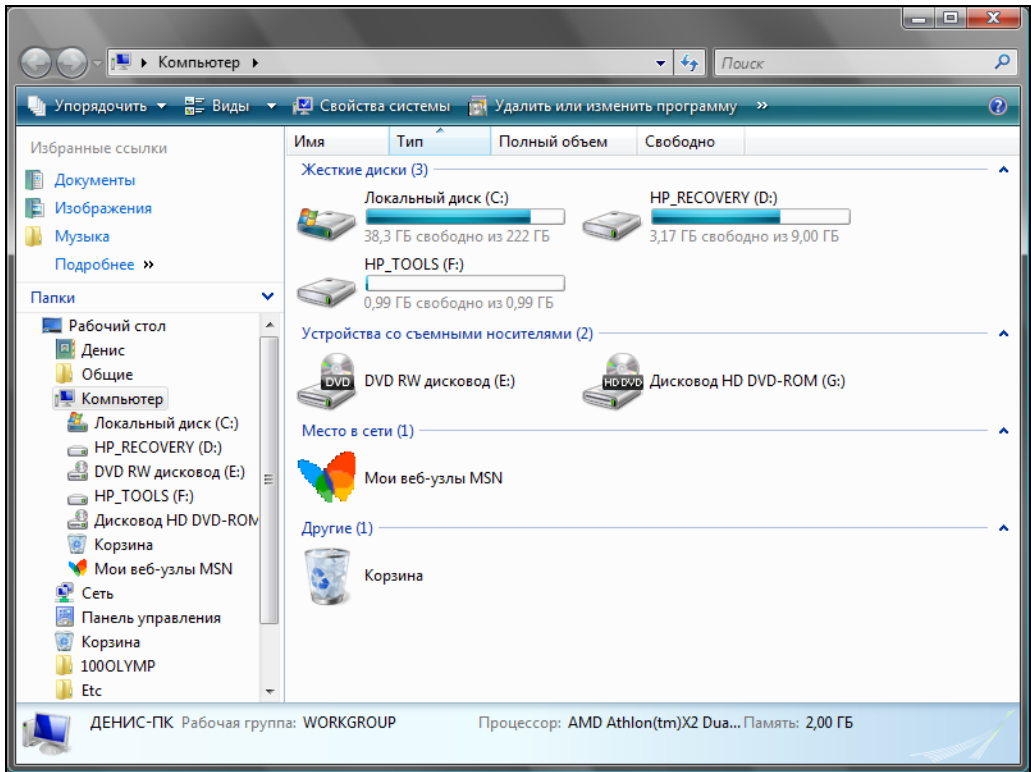 Компьютер
Поиск
Упорядочить Виды Свойства системы Удалить или изменить программу »
Избранные ссылки
Документы
Изображения
Музыка
Подробнее »
Папки
Рабочий стол
Денис
Общие
Компьютер
Локальный диск (C:)
HP_RECOVERY (D:)
DVD RW дисковод (E:)
HP_TOOLS (F:)
Дисковод HD DVD-ROM
Корзина
Мои веб-узлы MSN
Сеть
Панель управления
Корзина
100OLYMP
Etc
Имя Тип Полный объем Свободно
Жесткие диски (3)
Локальный диск (C:)
38,3 ГБ свободно из 222 ГБ
HP_RECOVERY (D:)
3,17 ГБ свободно из 9,00 ГБ
HP_TOOLS (F:)
0,99 ГБ свободно из 0,99 ГБ
Устройства со съемными носителями (2)
DVD
DVD RW дисковод (E:)
HD DVD
Дисковод HD DVD-ROM (G:)
Место в сети (1)
Мои веб-узлы MSN
Другие (1)
Корзина
ДЕНИС-ПК Рабочая группа: WORKGROUP Процессор: AMD Athlon(tm)X2 Dua... Память: 2,00 ГБ